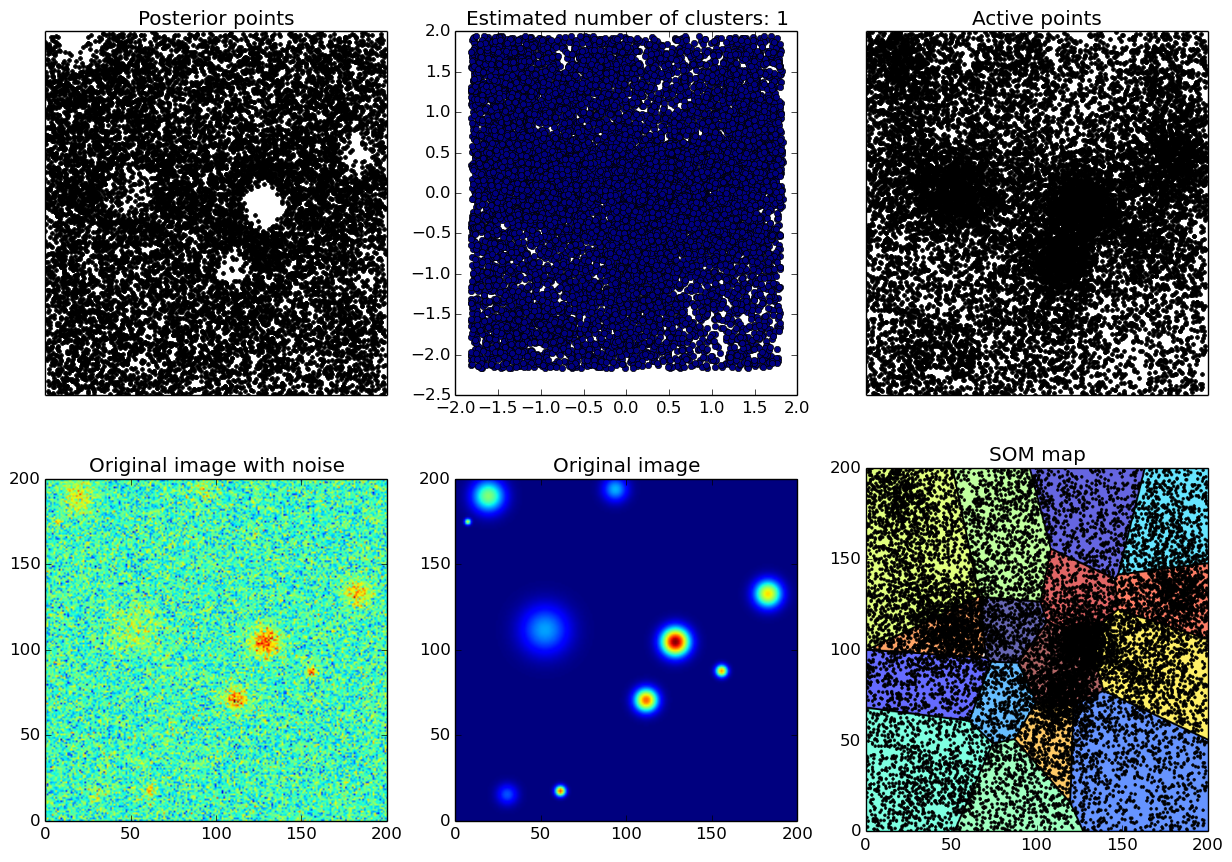 Posterior points
Estimated number of clusters: 1
Active points
2.0
1.5
1.0
0.5
0.0
−0.5
−1.0
−1.5
−2.0
−2.5
−2.0 −1.5 −1.0 −0.5 0.0 0.5 1.0 1.5 2.0
Original image with noise
Original image
SOM map
200
150
100
50
0
0 50 100 150 200
200
150
100
50
0
0 50 100 150 200
200
150
100
50
0
0 50 100 150 200